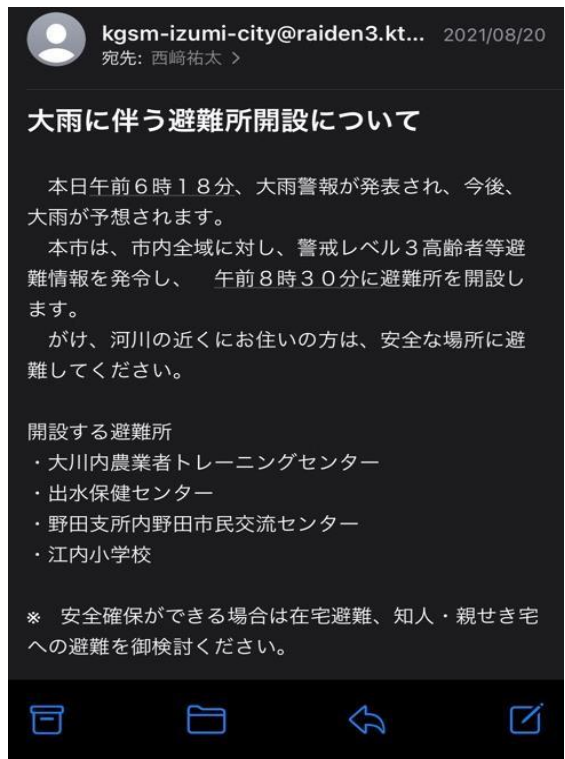 kgsm-izumi-city@raiden3.kt... 2021/08/20
宛先: 西﨑祐太 >
大雨に伴う避難所開設について
　本日午前6時18分、大雨警報が発表され、今後、
大雨が予想されます。
　本市は、市内全域に対し、警戒レベル3高齢者等避
難情報を発令し、　午前8時30分に避難所を開設し
ます。
　がけ、河川の近くにお住いの方は、安全な場所に避
難してください。
開設する避難所
・大川内農業者トレーニングセンター
・出水保健センター
・野田支所内野田市民交流センター
・江内小学校
※　安全確保ができる場合は在宅避難、知人・親せき宅
への避難を御検討ください。